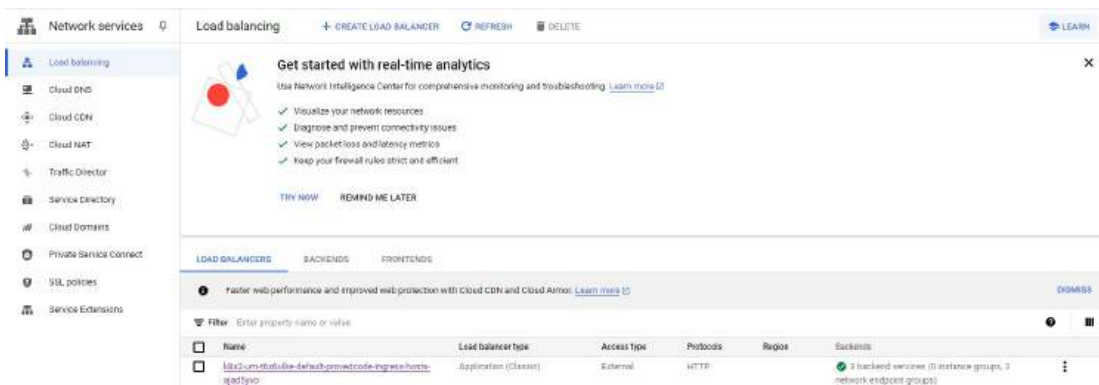 Network services
Load balancing
CREATE LOAD BALANCER
REFRESH
DELETE
LEARN
Load balancing
Cloud DNS
Cloud CDN
Cloud NAT
Traffic Director
Service Directory
Cloud Domains
Private Service Connect
SSL policies
Service Extensions
Get started with real-time analytics
Use Network Intelligence Center for comprehensive monitoring and troubleshooting. Learn more
Visualize your network resources
Diagnose and prevent connectivity issues
View packet loss and latency metrics
Keep your firewall rules strict and efficient
TRY NOW
REMIND ME LATER
LOAD BALANCERS
BACKENDS
FRONTENDS
Faster web performance and improved web protection with Cloud CDN and Cloud Armor. Learn more
DISMISS
Filter Enter property name or value
Name
Load balancer type
Access type
Protocols
Region
Backends
Application (Classic)
External
HTTP
3 backend services (0 instance groups, 3
network endpoint groups)